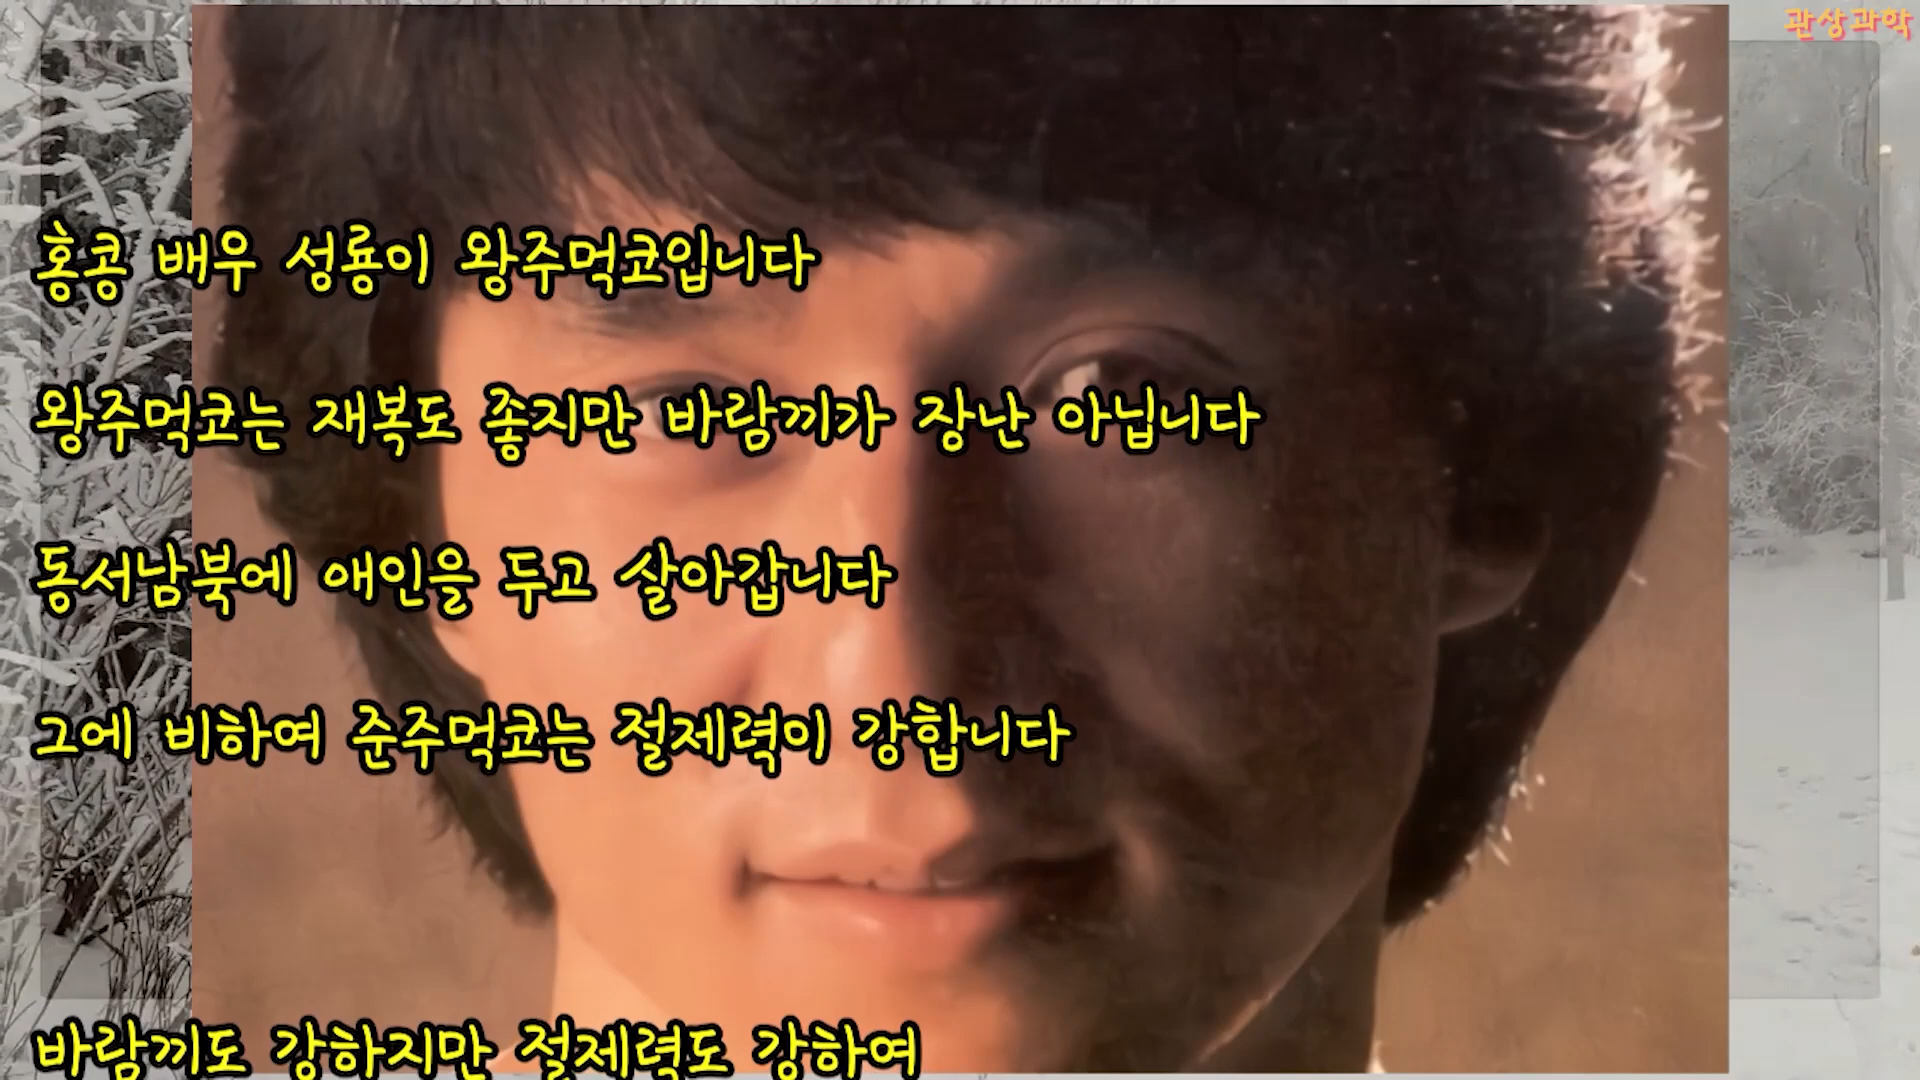 관상과학
홍콩 배우 성룡이 왕주먹코입니다
왕주먹코는 재복도 좋지만 바람끼가 장난 아닙니다
동서남북에 애인을 두고 살아갑니다
그에 비하여 준주먹코는 절제력이 강합니다
바람끼도 강하지만 절제력도 강하여